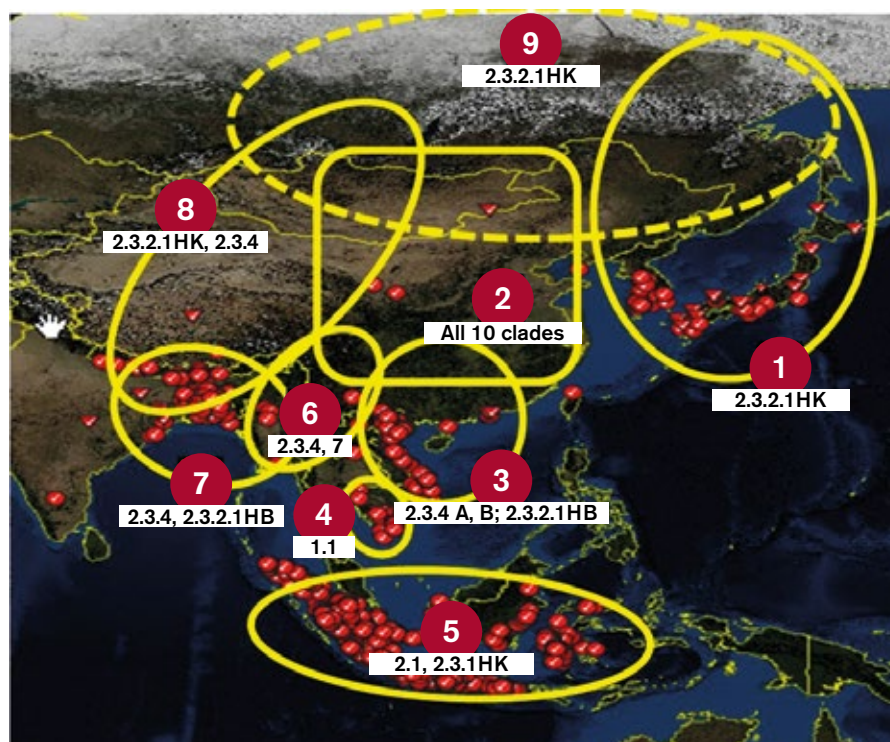 9
2.3.2.1HK
8
2.3.2.1HK, 2.3.4
2
All 10 clades
1
2.3.2.1HK
6
2.3.4, 7
7
2.3.4, 2.3.2.1HB
3
2.3.4 A, B; 2.3.2.1HB
4
1.1
5
2.1, 2.3.1HK